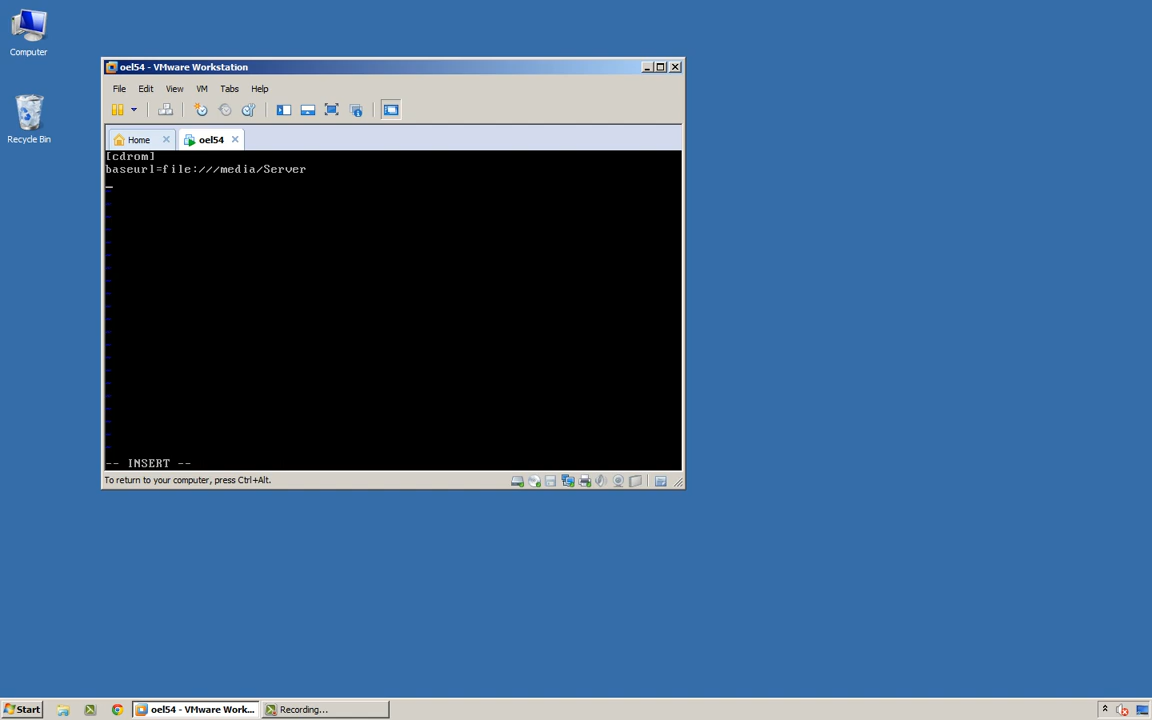 Computer
Recycle Bin
oel54 - VMware Workstation
File Edit View VM Tabs Help
Home oel54
[cdrom]
baseurl=file:///media/Server
-- INSERT --
To return to your computer, press Ctrl+Alt.
Start oel54 - VMware Work... Recording...